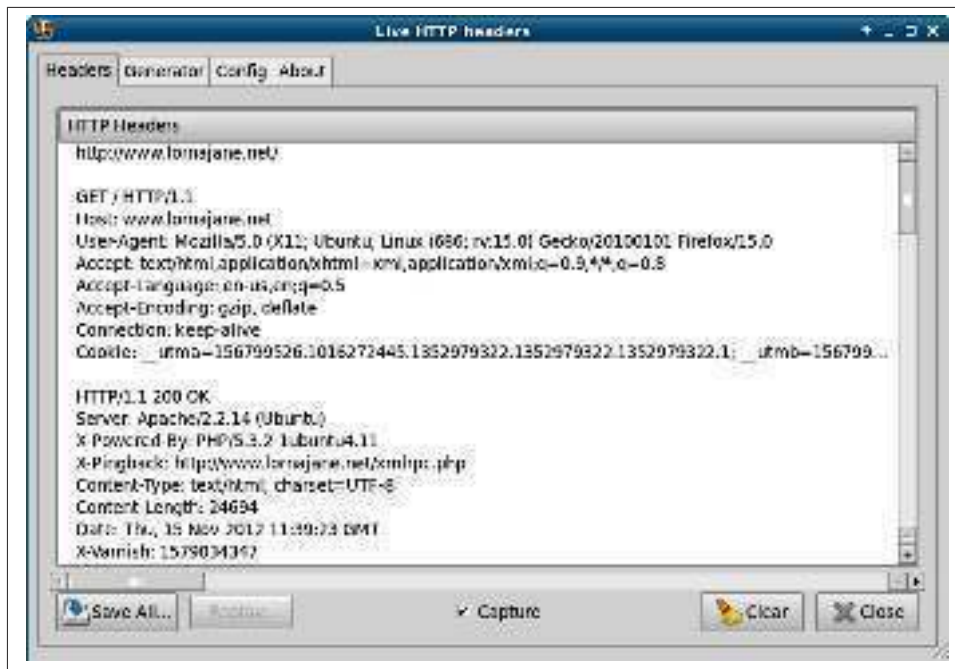 Live HTTP headers
Headers Generator Config About
HTTP Headers
http://www.lornajane.net/
GET / HTTP/1.1
Host: www.lornajane.net
User-Agent: Mozilla/5.0 (X11; Ubuntu; Linux i686; rv:15.0) Gecko/20100101 Firefox/15.0
Accept: text/html,application/xhtml+xml,application/xml;q=0.9,*/*;q=0.8
Accept-Language: en-us,en;q=0.5
Accept-Encoding: gzip, deflate
Connection: keep-alive
Cookie: __utma=156799526.1016272445.1352979322.1352979322.1352979322.1; __utmb=156799...
HTTP/1.1 200 OK
Server: Apache/2.2.14 (Ubuntu)
X-Powered-By: PHP/5.3.2-1ubuntu4.11
X-Pingback: http://www.lornajane.net/xmlrpc.php
Content-Type: text/html; charset=UTF-8
Content-Length: 24694
Date: Thu, 15 Nov 2012 11:39:23 GMT
X-Varnish: 1579034347
Save All... Capture Clear Close